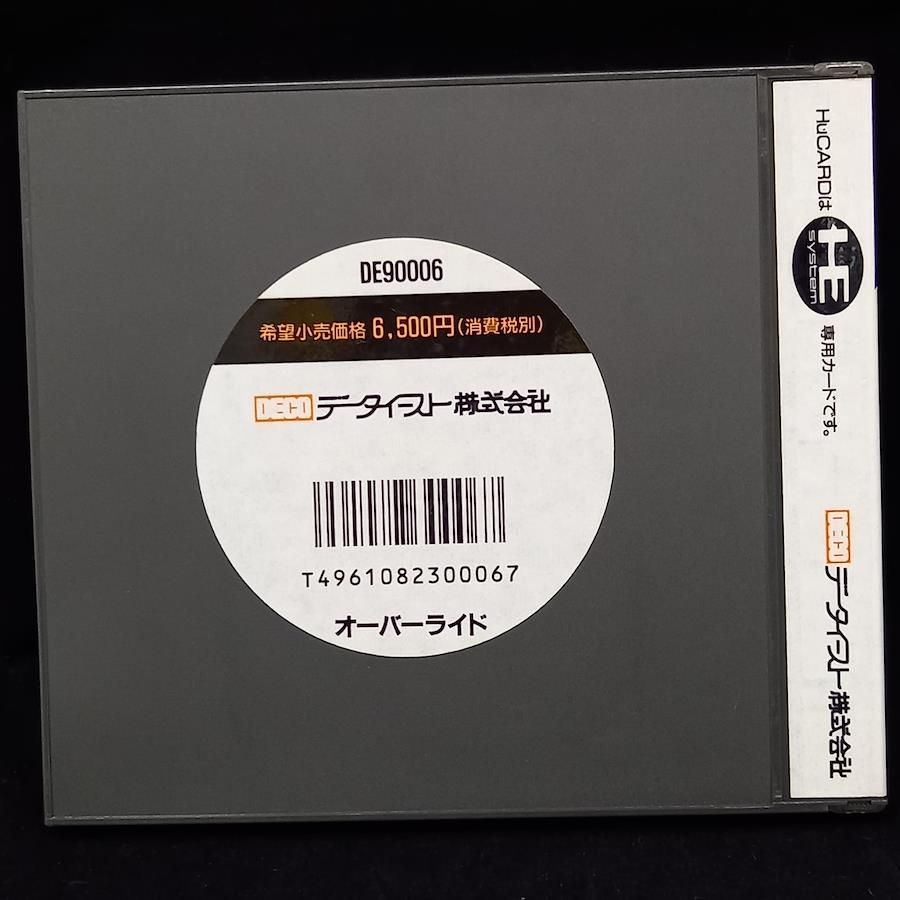 DE90006
希望小売価格 6,500円(消費税別)
DECO データイースト株式会社
T4961082300067
オーバーライド
HuCARDは HE system 専用カードです。
DECO データイースト株式会社